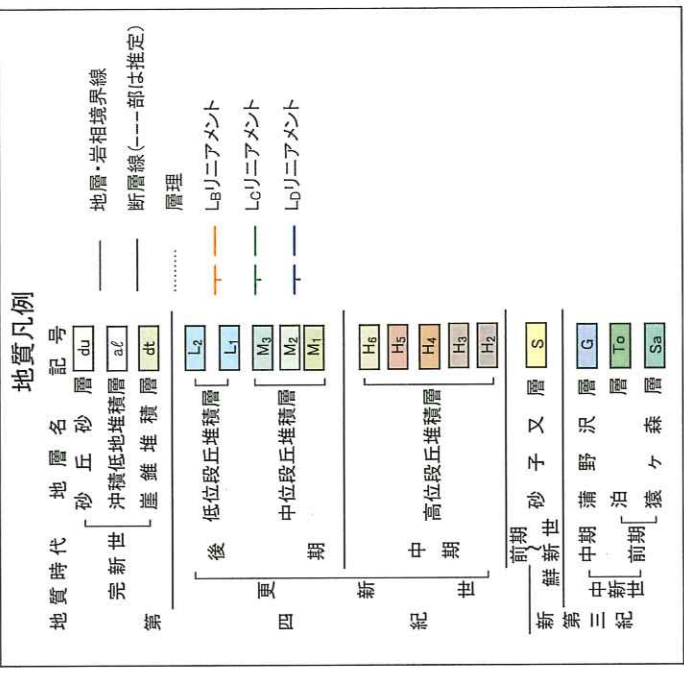 地質凡例
地質時代 地層名 記号
第四紀
完新世
砂丘砂層 du
沖積低地堆積層 aℓ
崖錐堆積層 dt
更新世
後期
低位段丘堆積層 L2
L1
中位段丘堆積層 M3
M2
M1
中期
高位段丘堆積層 H6
H5
H4
H3
H2
前期
〜
鮮新世 砂子又層 S
新第三紀
中新世
中期 蒲野沢層 G
泊層 To
前期 猿ヶ森層 Sa
地層・岩相境界線
断層線(---部は推定)
層理
LBリニアメント
LCリニアメント
LDリニアメント